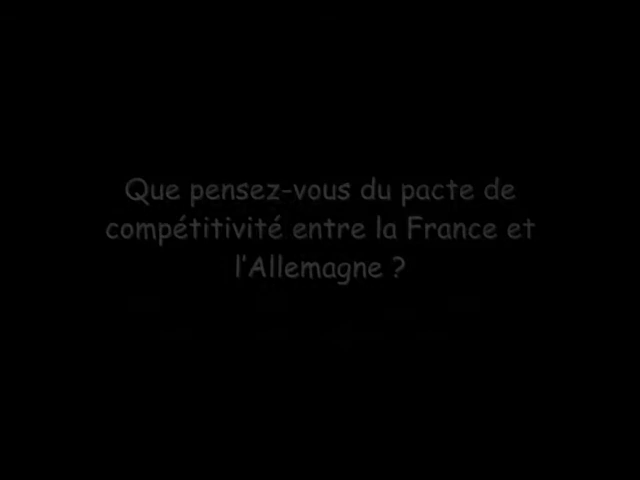 Que pensez-vous du pacte de
compétitivité entre la France et
l'Allemagne ?